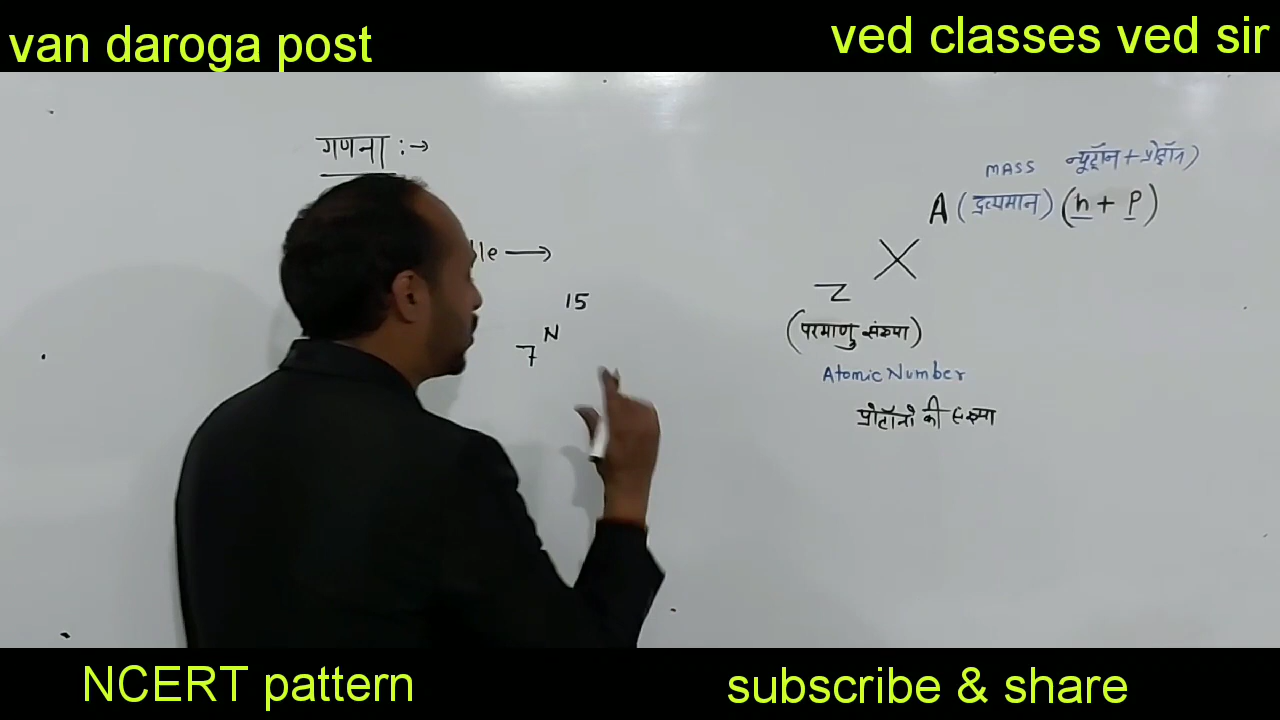 van daroga post
ved classes ved sir
गणना :→
MASS न्यूट्रॉन + प्रोट्रॉन)
A (द्रव्यमान) (n + P)
X
Z
15
N
7
(परमाणु संख्या)
Atomic Number
प्रोटॉनो की
NCERT pattern
subscribe & share